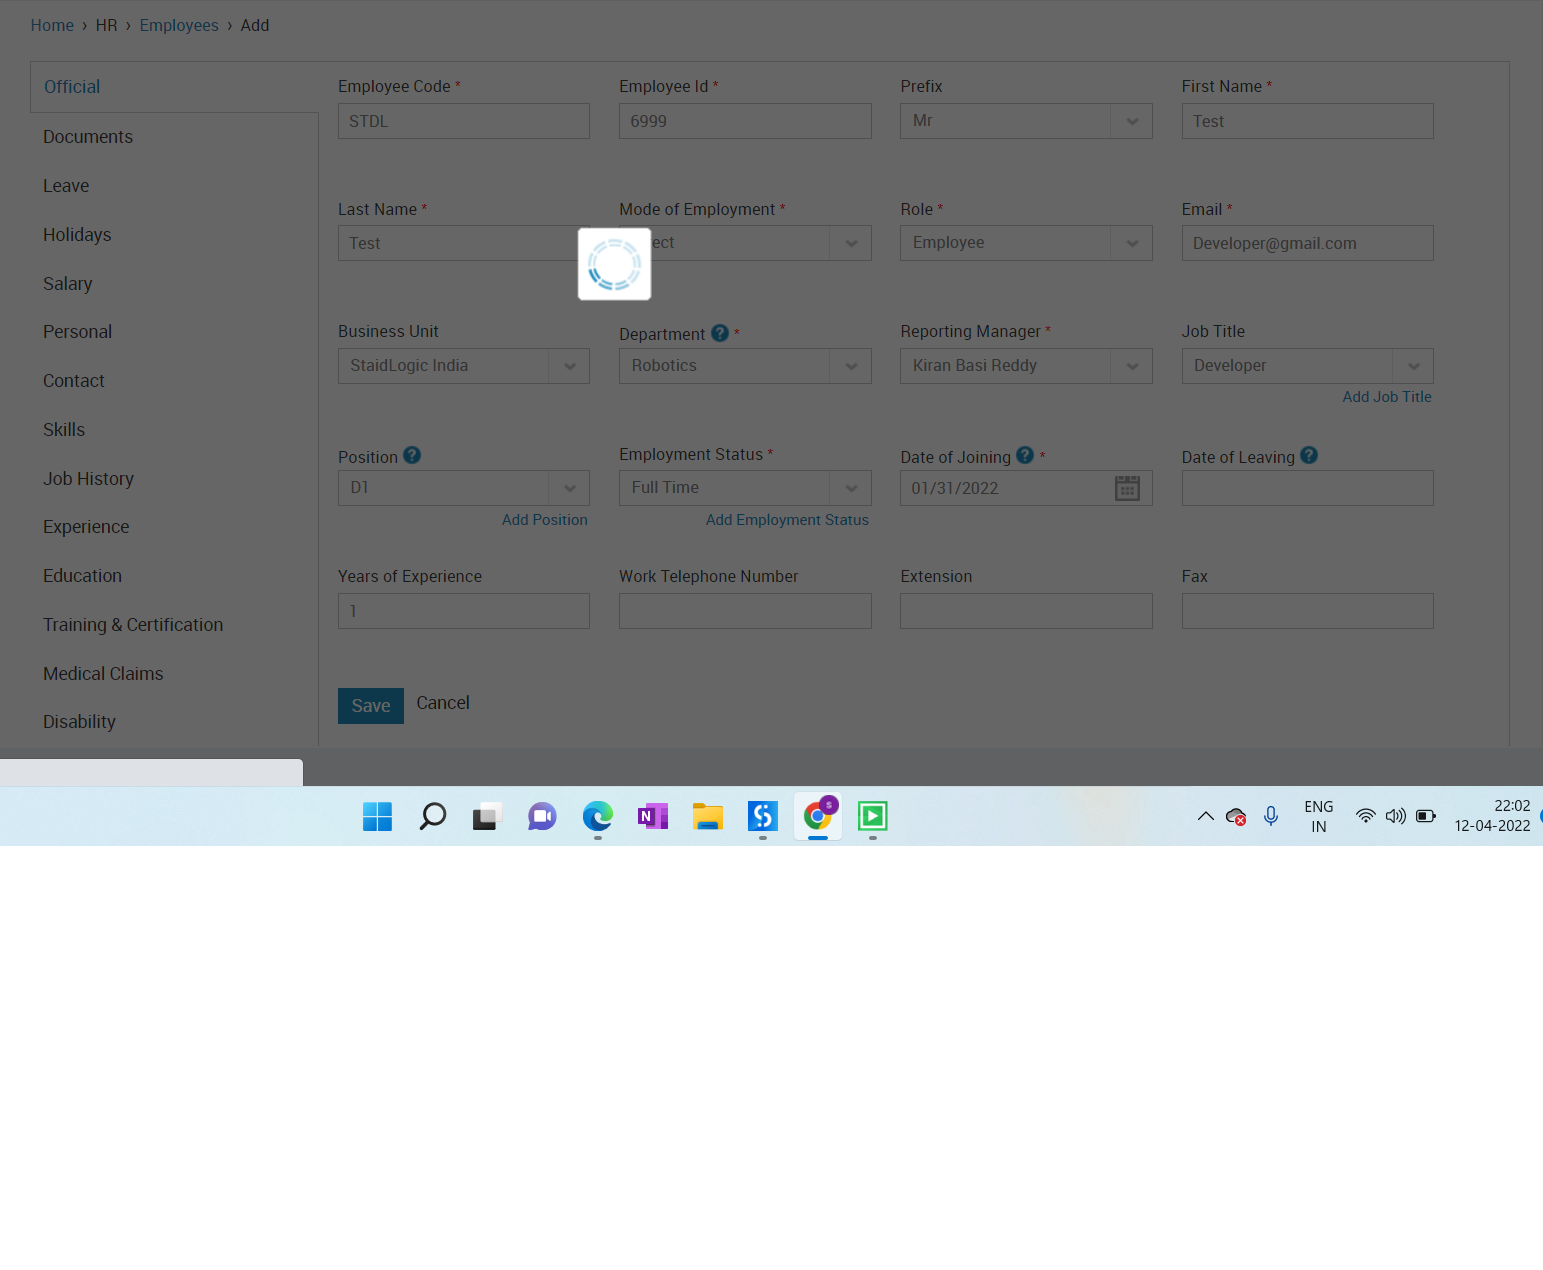 Home › HR › Employees › Add
Official
Documents
Leave
Holidays
Salary
Personal
Contact
Skills
Job History
Experience
Education
Training & Certification
Medical Claims
Disability
Employee Code *
STDL
Employee Id *
6999
Prefix
Mr
First Name *
Test
Last Name *
Test
Mode of Employment *
Role *
Employee
Email *
Developer@gmail.com
Business Unit
StaidLogic India
Department ? *
Robotics
Reporting Manager *
Kiran Basi Reddy
Job Title
Developer
Add Job Title
Position ?
D1
Add Position
Employment Status *
Full Time
Add Employment Status
Date of Joining ? *
01/31/2022
Date of Leaving ?
Years of Experience
1
Work Telephone Number
Extension
Fax
Save Cancel
N
S
ENG
IN
22:02
12-04-2022